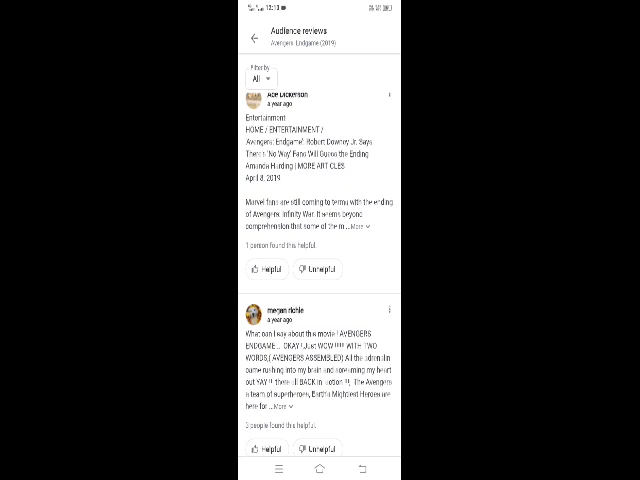 12:13
Audience reviews
Avengers: Endgame (2019)
Filter by
All
Ace Dickerson
a year ago
Entertainment
HOME / ENTERTAINMENT /
'Avengers: Endgame': Robert Downey Jr. Says
There's 'No Way' Fans Will Guess the Ending
Amanda Harding | MORE ARTICLES
April 8, 2019
Marvel fans are still coming to terms with the ending
of Avengers: Infinity War. It seems beyond
comprehension that some of the m... More
1 person found this helpful.
Helpful Unhelpful
megan richie
a year ago
What can I say about this movie ! AVENGERS
ENDGAME... OKAY !.Just WOW !!!!! WITH TWO
WORDS,( AVENGERS ASSEMBLED) All the adrenalin
came rushing into my brain and screaming my heart
out YAY !! there all BACK in action !!!, The Avengers
a team of superheroes, Earth's Mightiest Heroes are
here for ... More
3 people found this helpful.
Helpful Unhelpful